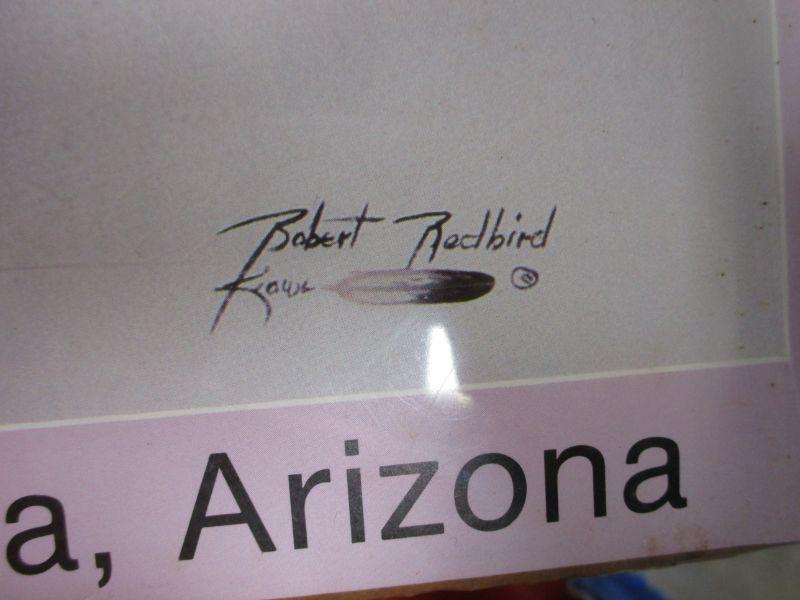 Robert Redbird
Kiowa ©
a, Arizona